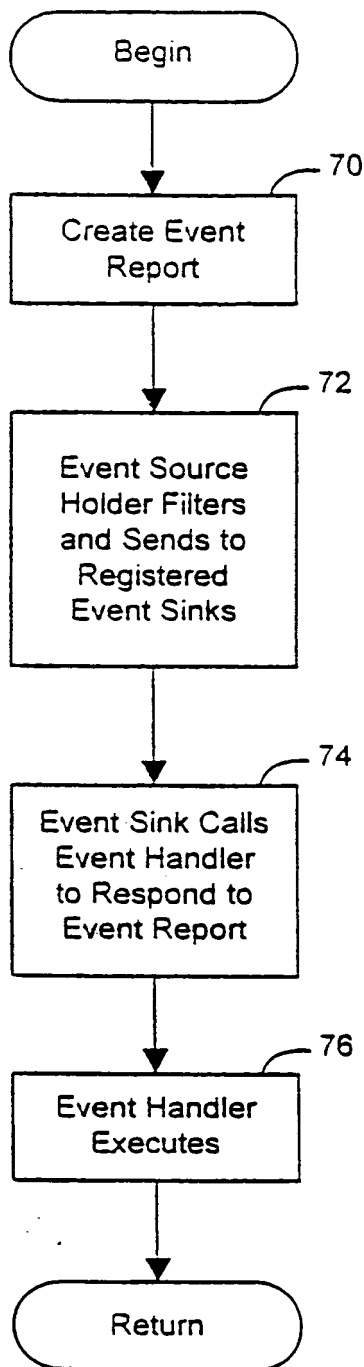 Begin
70
Create Event
Report
72
Event Source
Holder Filters
and Sends to
Registered
Event Sinks
74
Event Sink Calls
Event Handler
to Respond to
Event Report
76
Event Handler
Executes
Return